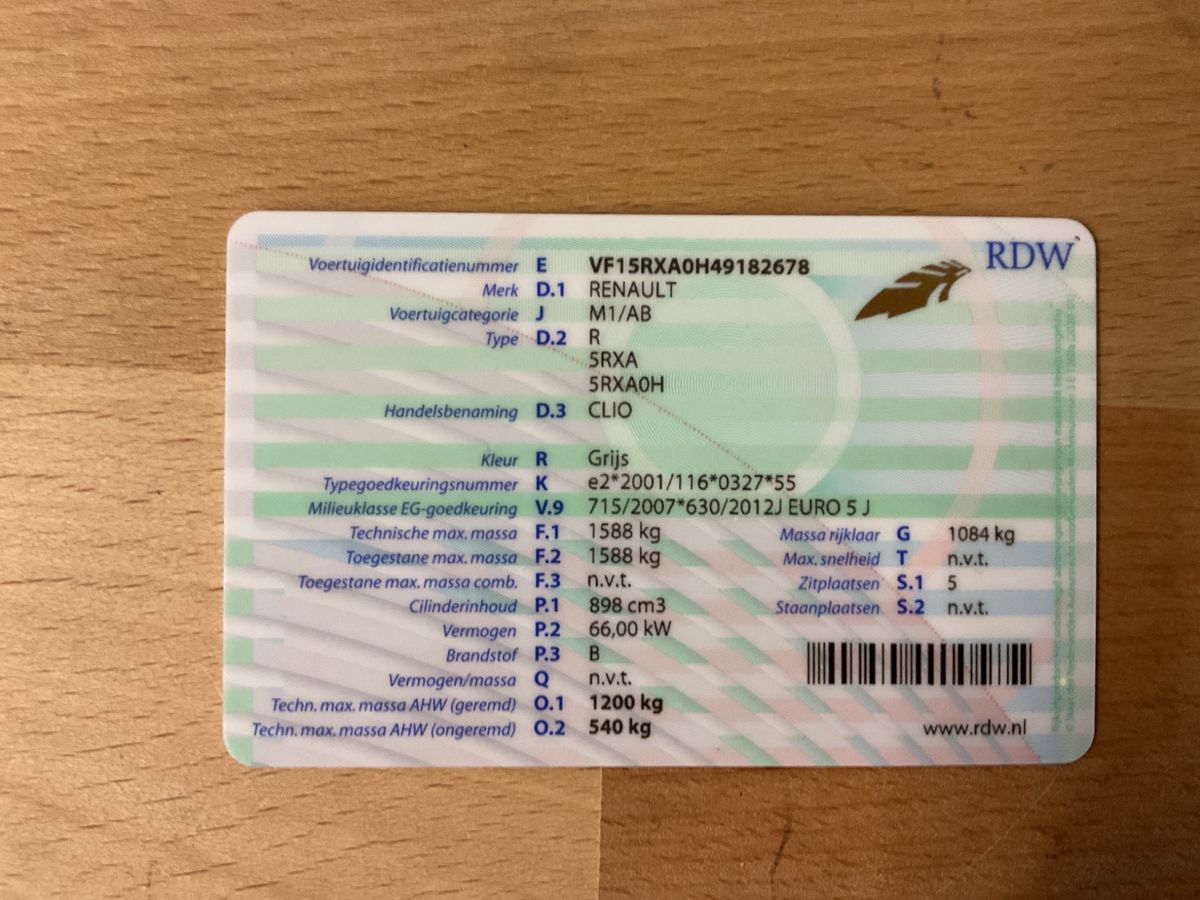 RDW
Voertuigidentificatienummer E VF15RXA0H49182678
Merk D.1 RENAULT
Voertuigcategorie J M1/AB
Type D.2 R
5RXA
5RXA0H
Handelsbenaming D.3 CLIO
Kleur R Grijs
Typegoedkeuringsnummer K e2*2001/116*0327*55
Milieuklasse EG-goedkeuring V.9 715/2007*630/2012J EURO 5 J
Technische max. massa F.1 1588 kg Massa rijklaar G 1084 kg
Toegestane max. massa F.2 1588 kg Max. snelheid T n.v.t.
Toegestane max. massa comb. F.3 n.v.t. Zitplaatsen S.1 5
Cilinderinhoud P.1 898 cm3 Staanplaatsen S.2 n.v.t.
Vermogen P.2 66,00 kW
Brandstof P.3 B
Vermogen/massa Q n.v.t.
Techn. max. massa AHW (geremd) O.1 1200 kg
Techn. max. massa AHW (ongeremd) O.2 540 kg www.rdw.nl